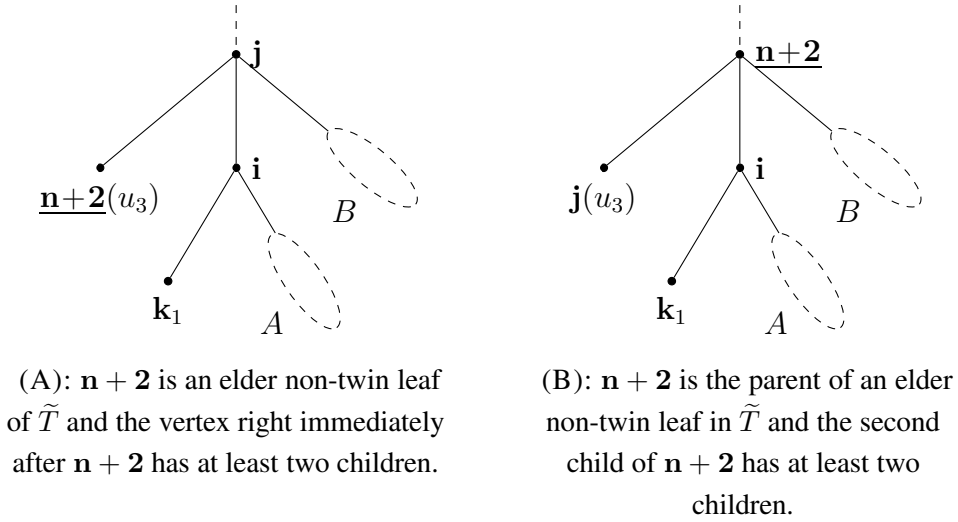 j
i
n+2(u₃)
B
k₁
A
n+2
i
j(u₃)
B
k₁
A
(A): n + 2 is an elder non-twin leaf
of T̃ and the vertex right immediately
after n + 2 has at least two children.
(B): n + 2 is the parent of an elder
non-twin leaf in T̃ and the second
child of n + 2 has at least two
children.